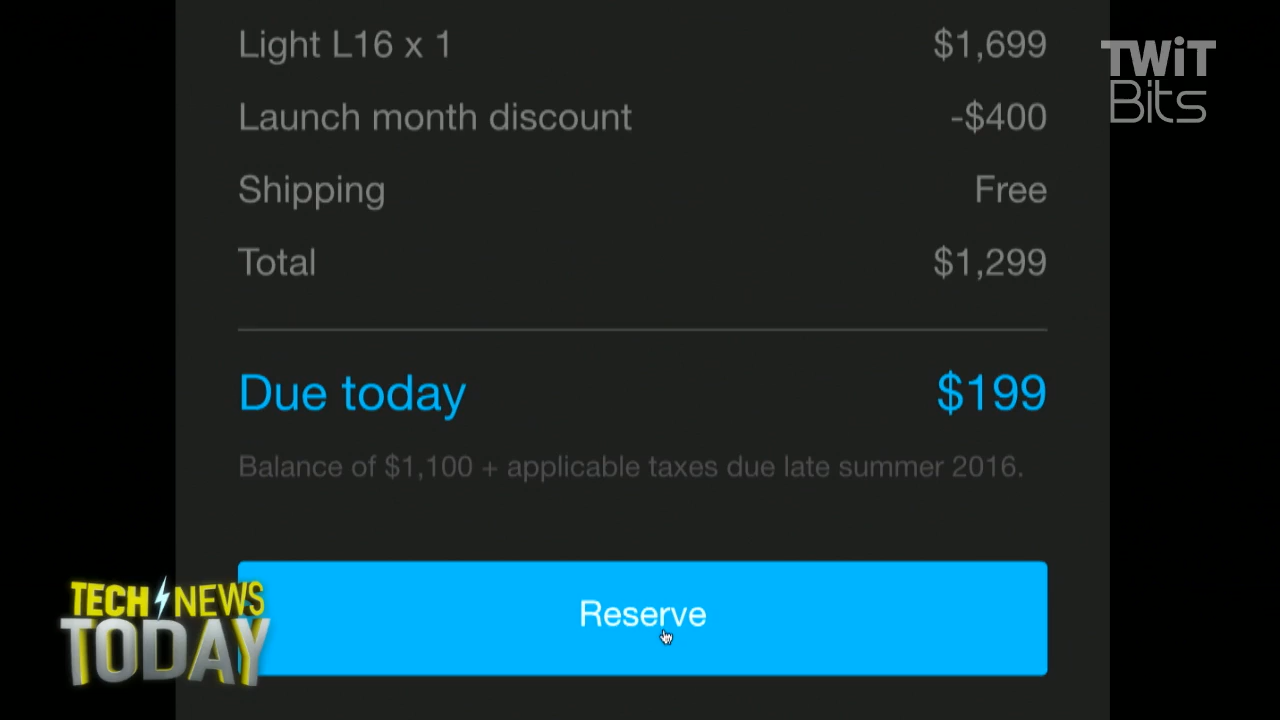 Light L16 x 1 $1,699
TWiT
Bits
Launch month discount -$400
Shipping Free
Total $1,299
Due today $199
Balance of $1,100 + applicable taxes due late summer 2016.
Reserve
TECH NEWS
TODAY